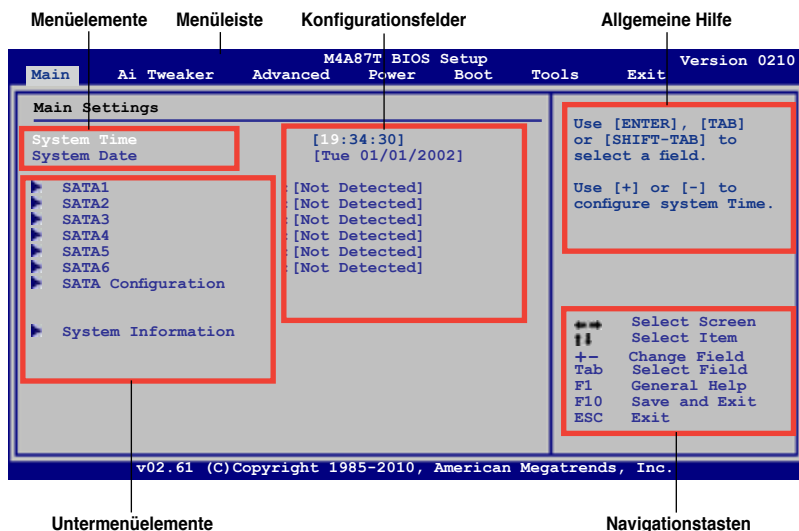 Menüelemente Menüleiste Konfigurationsfelder Allgemeine Hilfe
M4A87T BIOS Setup Version 0210
Main Ai Tweaker Advanced Power Boot Tools Exit
Main Settings
System Time [19:34:30]
System Date [Tue 01/01/2002]
SATA1 :[Not Detected]
SATA2 :[Not Detected]
SATA3 :[Not Detected]
SATA4 :[Not Detected]
SATA5 :[Not Detected]
SATA6 :[Not Detected]
SATA Configuration
System Information
Use [ENTER], [TAB]
or [SHIFT-TAB] to
select a field.
Use [+] or [-] to
configure system Time.
Select Screen
Select Item
+- Change Field
Tab Select Field
F1 General Help
F10 Save and Exit
ESC Exit
v02.61 (C)Copyright 1985-2010, American Megatrends, Inc.
Untermenüelemente Navigationstasten